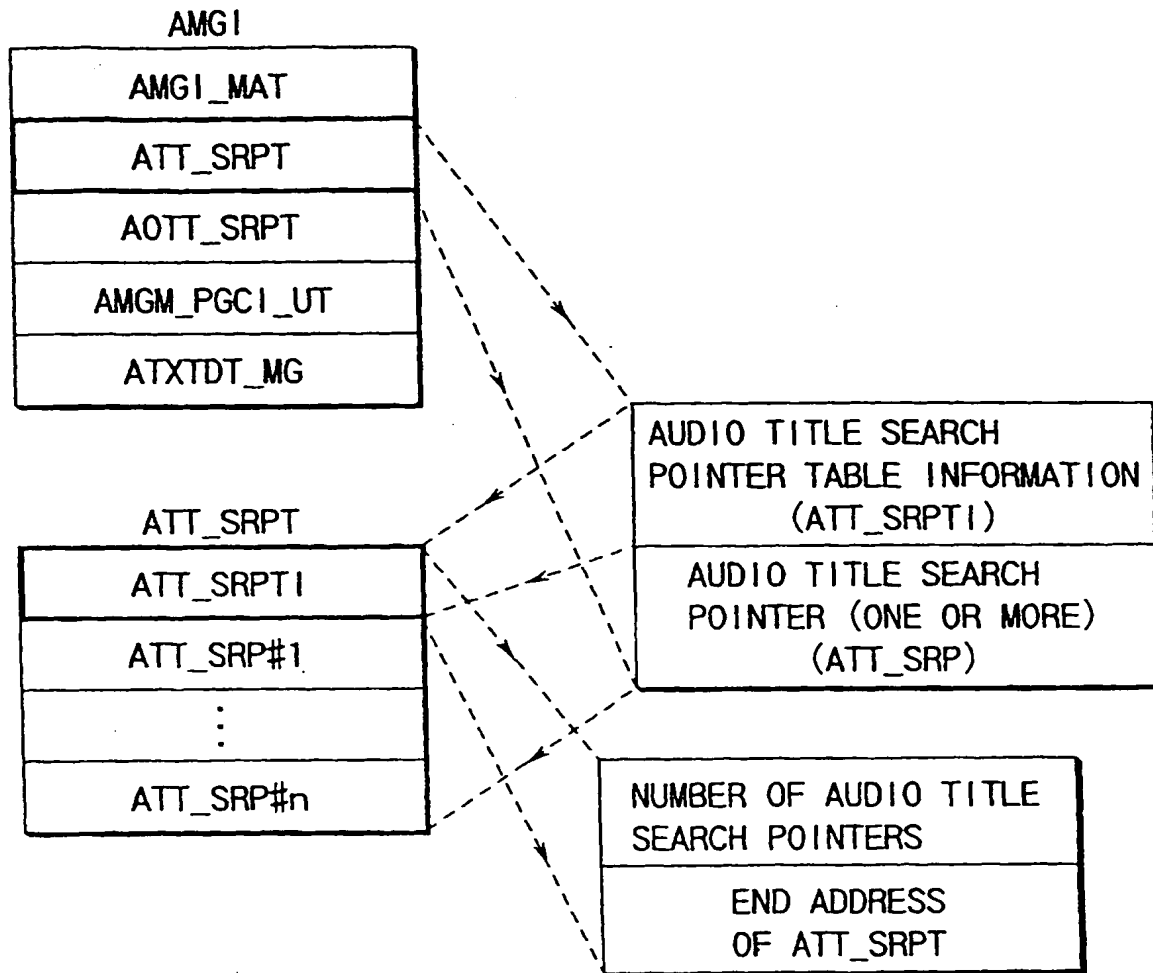 AMGI
AMGI_MAT
ATT_SRPT
AOTT_SRPT
AMGM_PGCI_UT
ATXTDT_MG
AUDIO TITLE SEARCH
POINTER TABLE INFORMATION
(ATT_SRPTI)
AUDIO TITLE SEARCH
POINTER (ONE OR MORE)
(ATT_SRP)
ATT_SRPT
ATT_SRPTI
ATT_SRP#1
⋮
ATT_SRP#n
NUMBER OF AUDIO TITLE
SEARCH POINTERS
END ADDRESS
OF ATT_SRPT